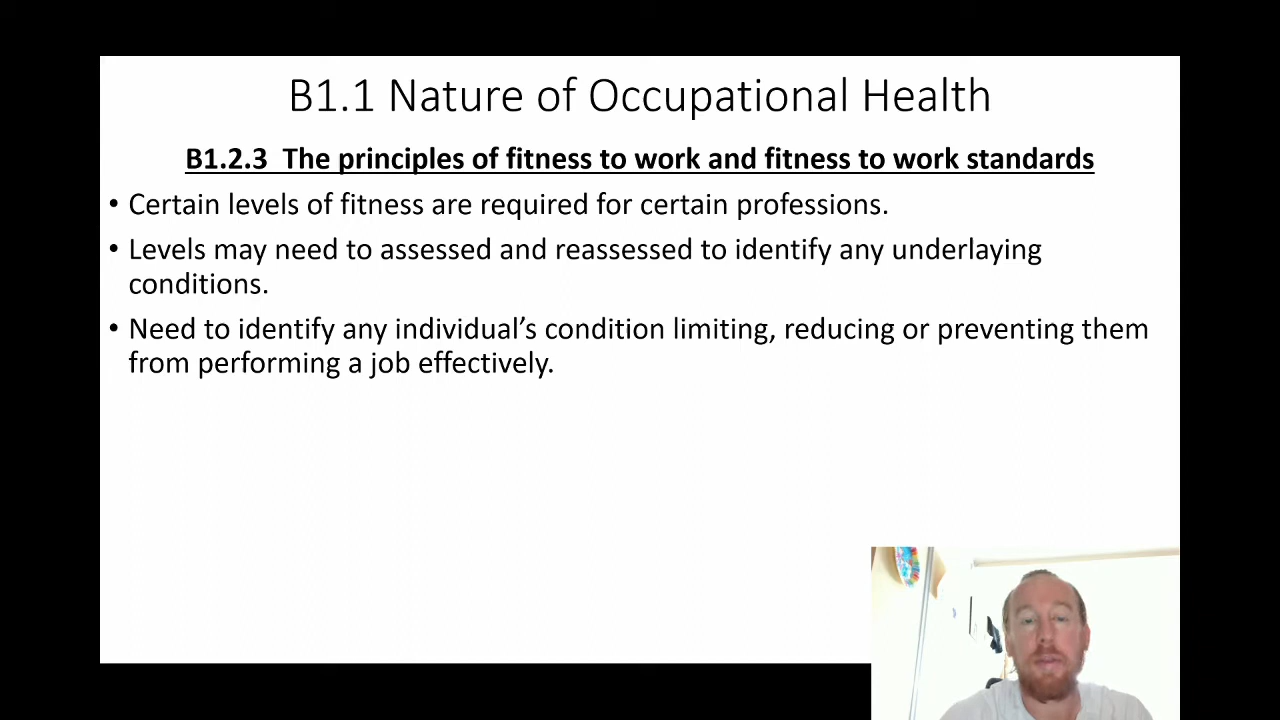 B1.1 Nature of Occupational Health
B1.2.3 The principles of fitness to work and fitness to work standards
• Certain levels of fitness are required for certain professions.
• Levels may need to assessed and reassessed to identify any underlaying
conditions.
• Need to identify any individual’s condition limiting, reducing or preventing them
from performing a job effectively.